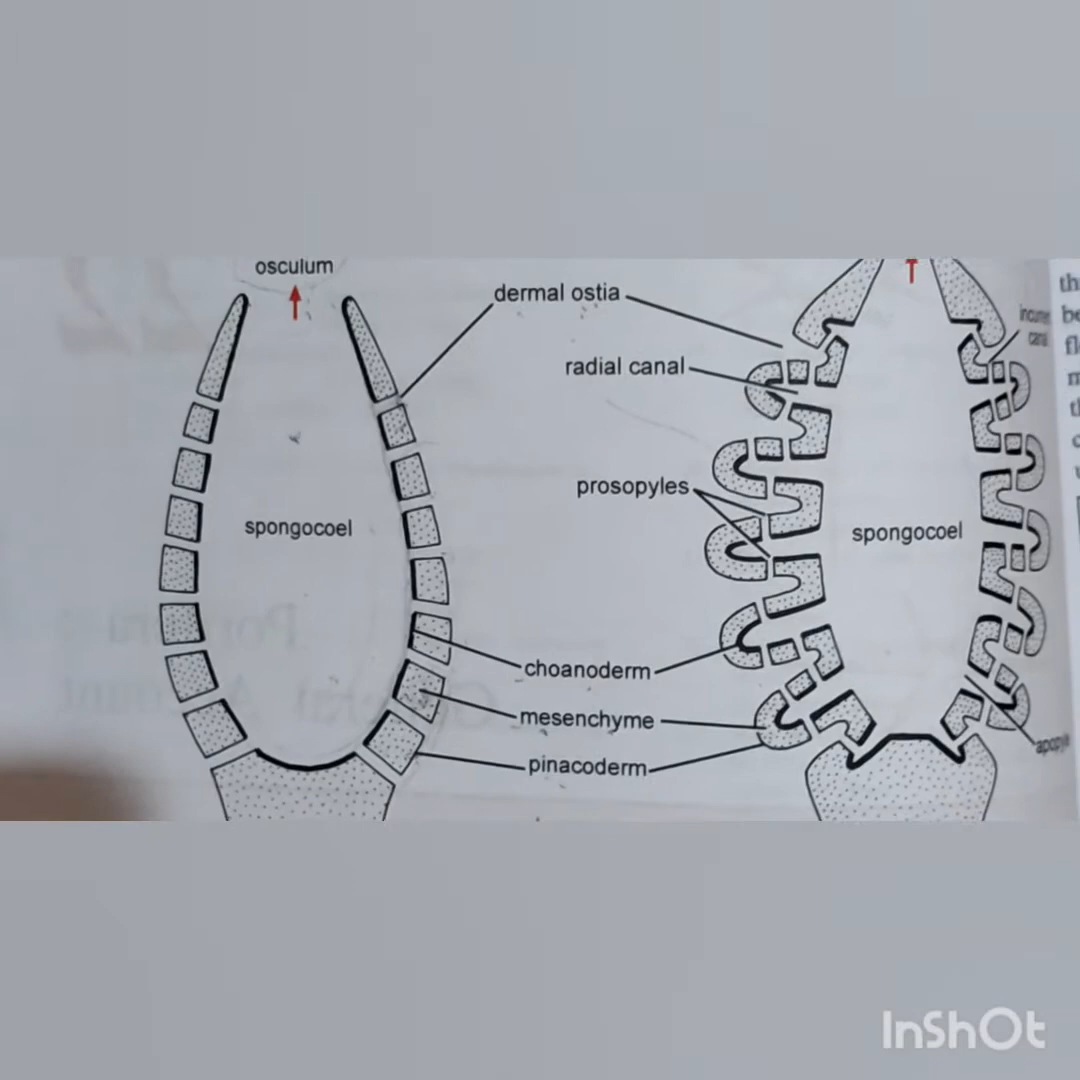 osculum
dermal ostia
radial canal
prosopyles
spongocoel
spongocoel
choanoderm
mesenchyme
pinacoderm
InShOt